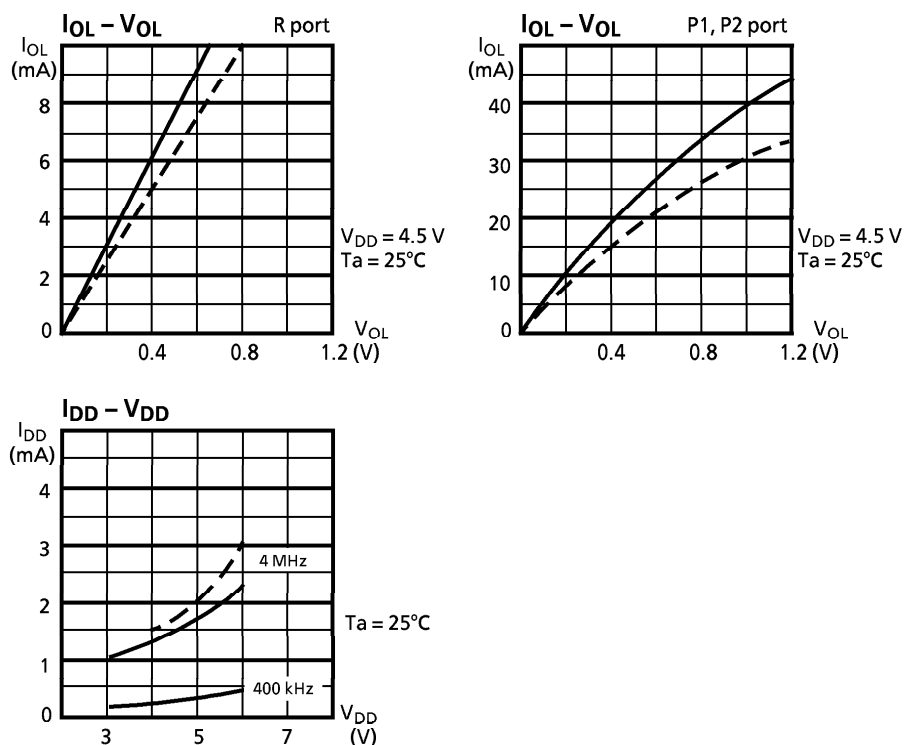 IOL – VOL
R port
IOL
(mA)
8
6
4
2
0
VDD = 4.5 V
Ta = 25°C
VOL
0.4 0.8 1.2 (V)
IOL – VOL
P1, P2 port
IOL
(mA)
40
30
20
10
0
VDD = 4.5 V
Ta = 25°C
VOL
0.4 0.8 1.2 (V)
IDD – VDD
IDD
(mA)
4
3
4 MHz
2
Ta = 25°C
1
400 kHz
0
VDD
3 5 7 (V)